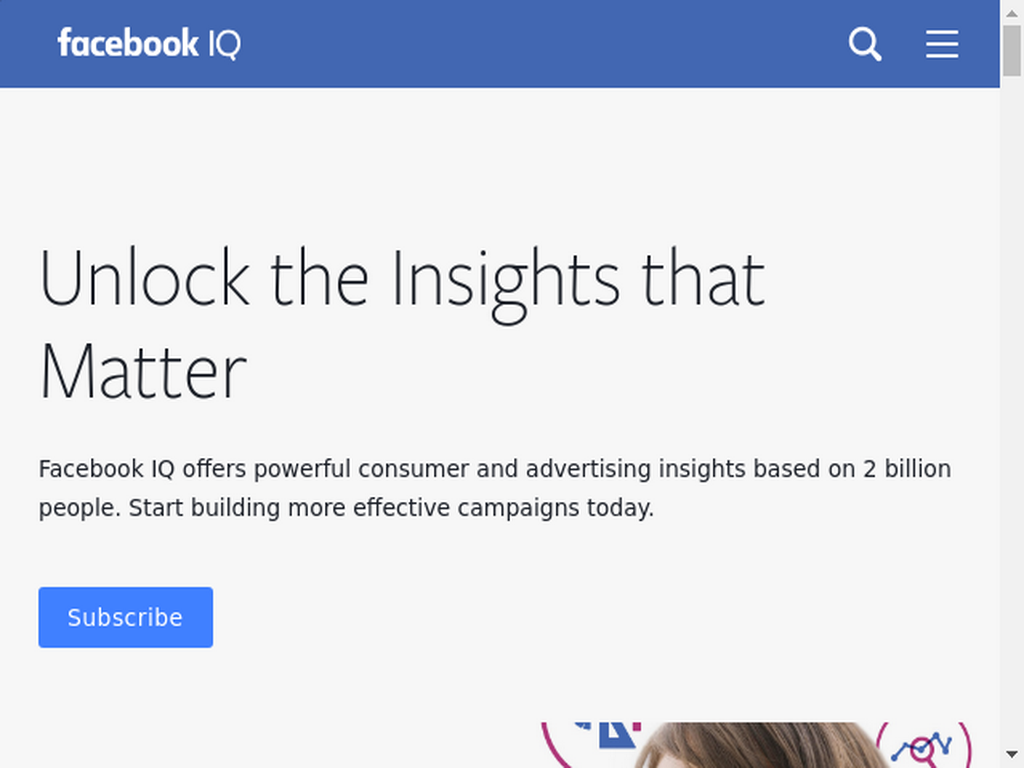 facebook IQ
Unlock the Insights that
Matter
Facebook IQ offers powerful consumer and advertising insights based on 2 billion
people. Start building more effective campaigns today.
Subscribe